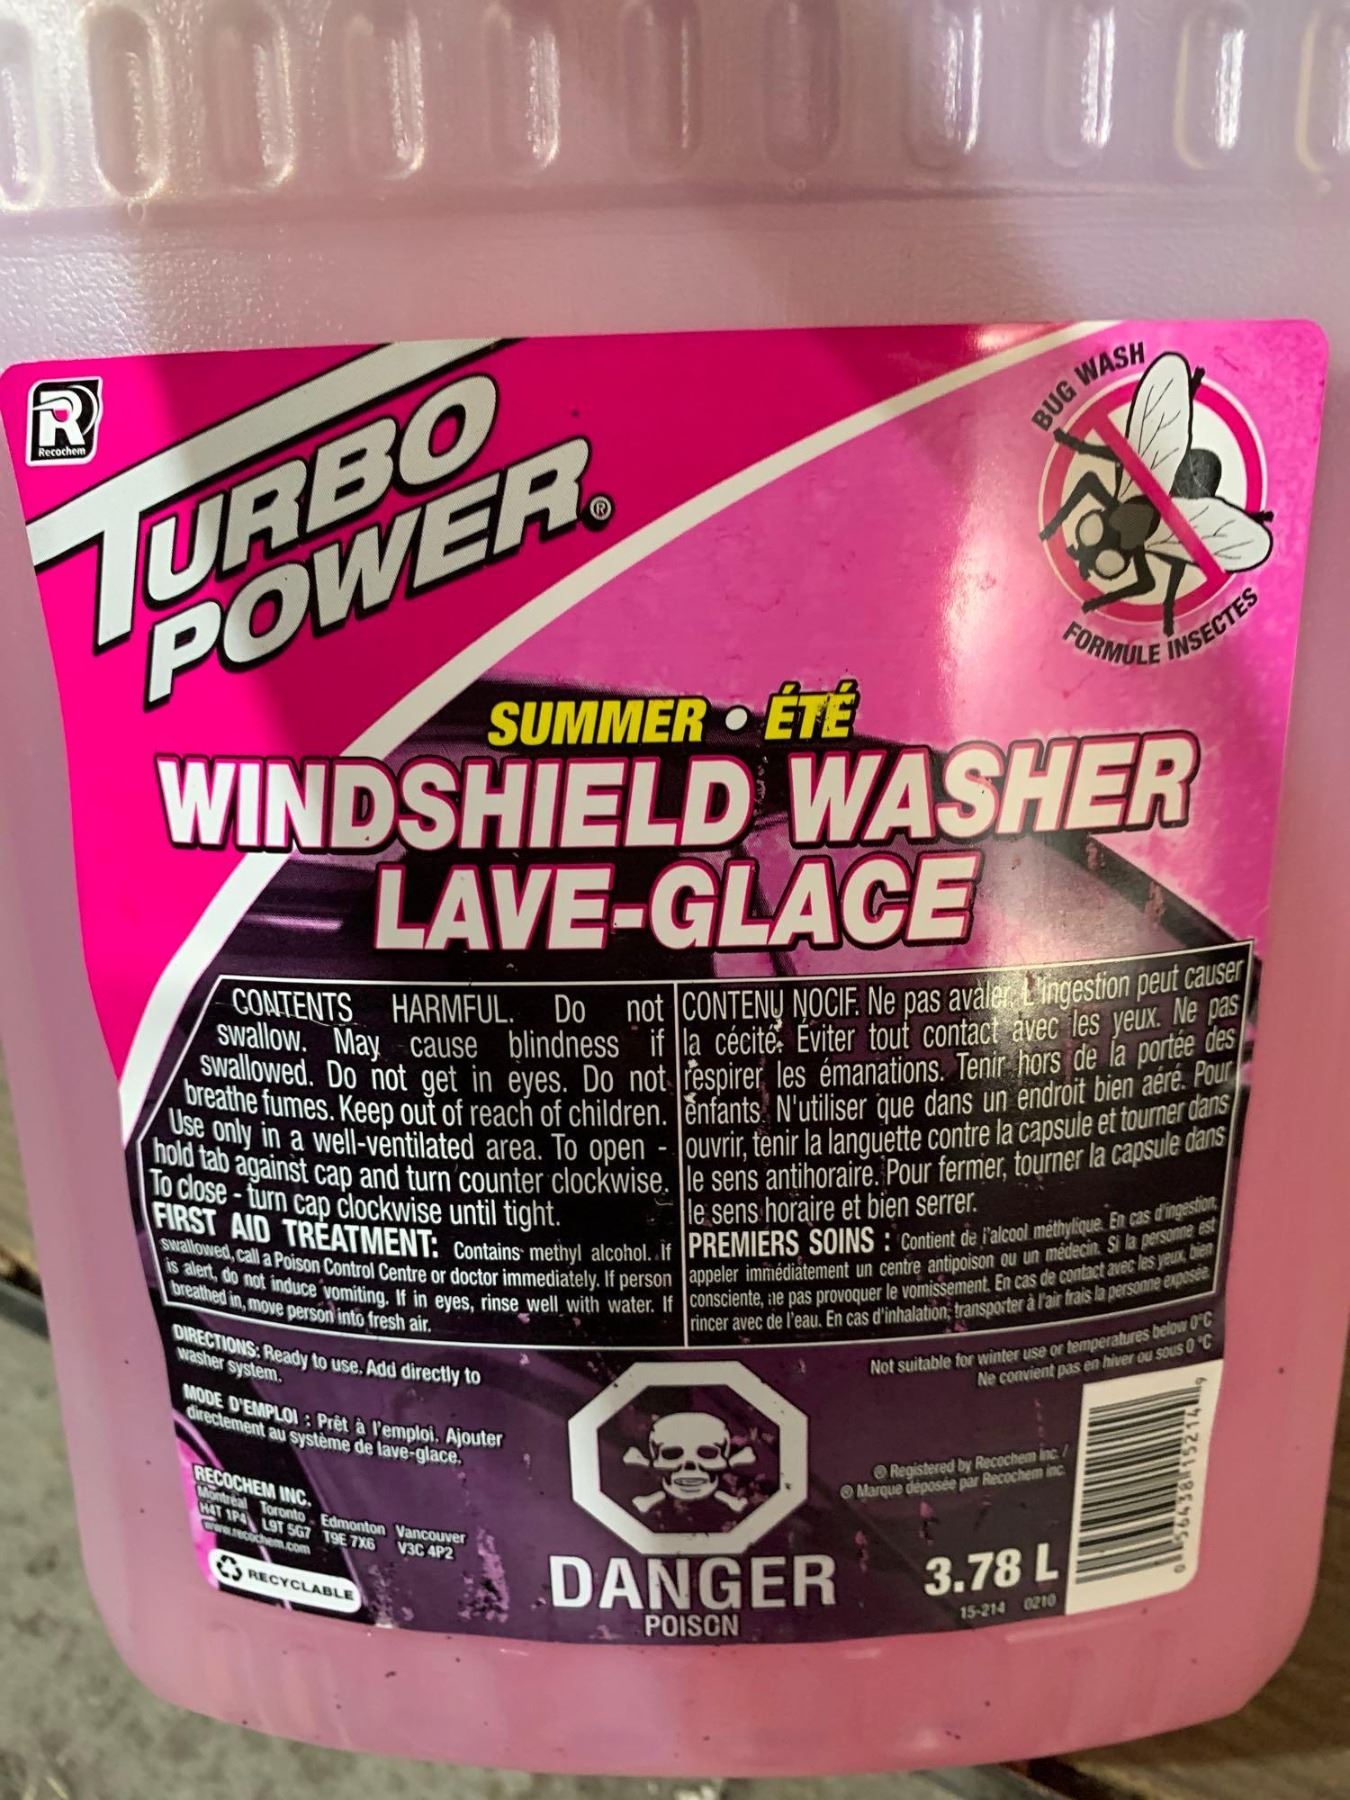 R
Recochem
TURBO
POWER®
BUG WASH
FORMULE INSECTES
SUMMER • ÉTÉ
WINDSHIELD WASHER
LAVE-GLACE
CONTENTS HARMFUL. Do not
swallow. May cause blindness if
swallowed. Do not get in eyes. Do not
breathe fumes. Keep out of reach of children.
Use only in a well-ventilated area. To open -
hold tab against cap and turn counter clockwise.
To close - turn cap clockwise until tight.
FIRST AID TREATMENT: Contains methyl alcohol. If
swallowed, call a Poison Control Centre or doctor immediately. If person
is alert, do not induce vomiting. If in eyes, rinse well with water. If
breathed in, move person into fresh air.
CONTENU NOCIF. Ne pas avaler. L'ingestion peut causer
la cécité. Éviter tout contact avec les yeux. Ne pas
respirer les émanations. Tenir hors de la portée des
enfants. N'utiliser que dans un endroit bien aéré. Pour
ouvrir, tenir la languette contre la capsule et tourner dans
le sens antihoraire. Pour fermer, tourner la capsule dans
le sens horaire et bien serrer.
PREMIERS SOINS : Contient de l'alcool méthylique. En cas d'ingestion,
appeler immédiatement un centre antipoison ou un médecin. Si la personne est
consciente, ne pas provoquer le vomissement. En cas de contact avec les yeux, bien
rincer avec de l'eau. En cas d'inhalation, transporter à l'air frais la personne exposée.
DIRECTIONS: Ready to use. Add directly to
washer system.
MODE D'EMPLOI : Prêt à l'emploi. Ajouter
directement au système de lave-glace.
Not suitable for winter use or temperatures below 0°C
Ne convient pas en hiver ou sous 0 °C
RECOCHEM INC.
Montréal Toronto Edmonton Vancouver
H4T 1P4 L9T 5G7 T9E 7X6 V3C 4P2
www.recochem.com
RECYCLABLE
DANGER
POISON
® Registered by Recochem Inc. /
® Marque déposée par Recochem Inc.
3.78 L
15-214 0210
0 56438 15214 9